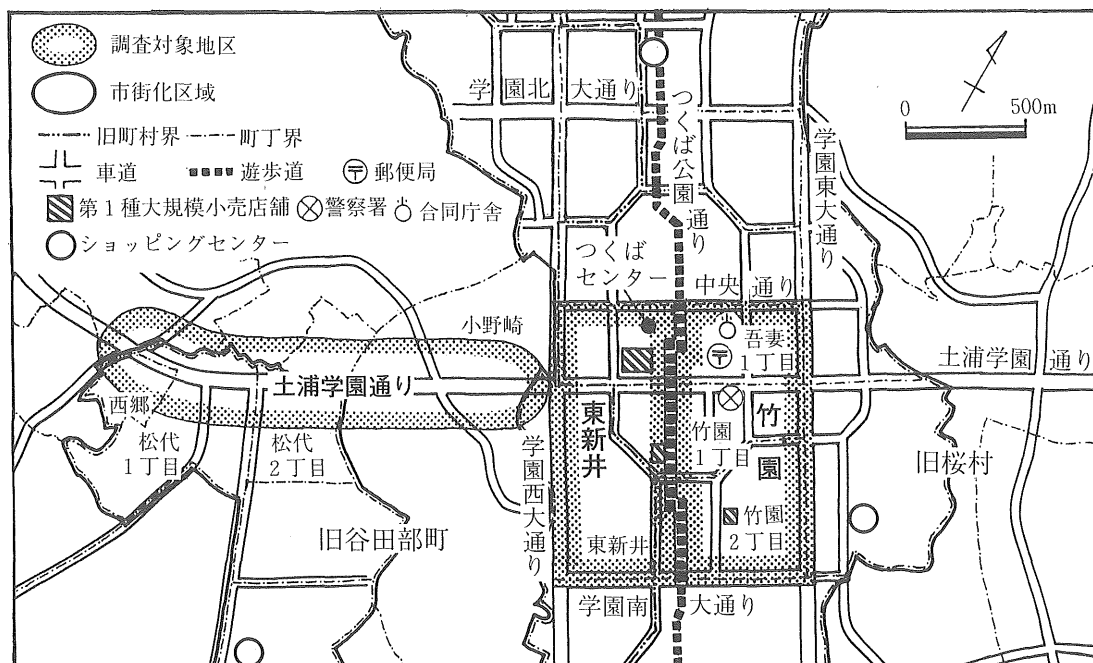 調査対象地区
市街化区域
旧町村界 町丁界
車道 遊歩道 〒郵便局
第1種大規模小売店舗 警察署 合同庁舎
ショッピングセンター
0 500m
学園北大通り
つくば公園通り
学園東大通り
つくば
センター
中央通り
小野崎
吾妻
1丁目
〒
土浦学園通り
土浦学園通り
西郷
松代
1丁目
松代
2丁目
学園西大通り
東新井
竹園
竹園
1丁目
旧桜村
旧谷田部町
東新井
竹園
2丁目
学園南大通り